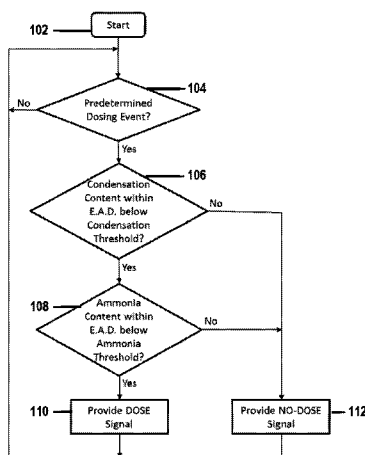 102
Start
104
No
Predetermined
Dosing Event?
Yes
106
Condensation
Content within
E.A.D. below
Condensation
Threshold?
No
Yes
108
Ammonia
Content within
E.A.D. below
Ammonia
Threshold?
No
Yes
110
Provide DOSE
Signal
Provide NO-DOSE
Signal
112